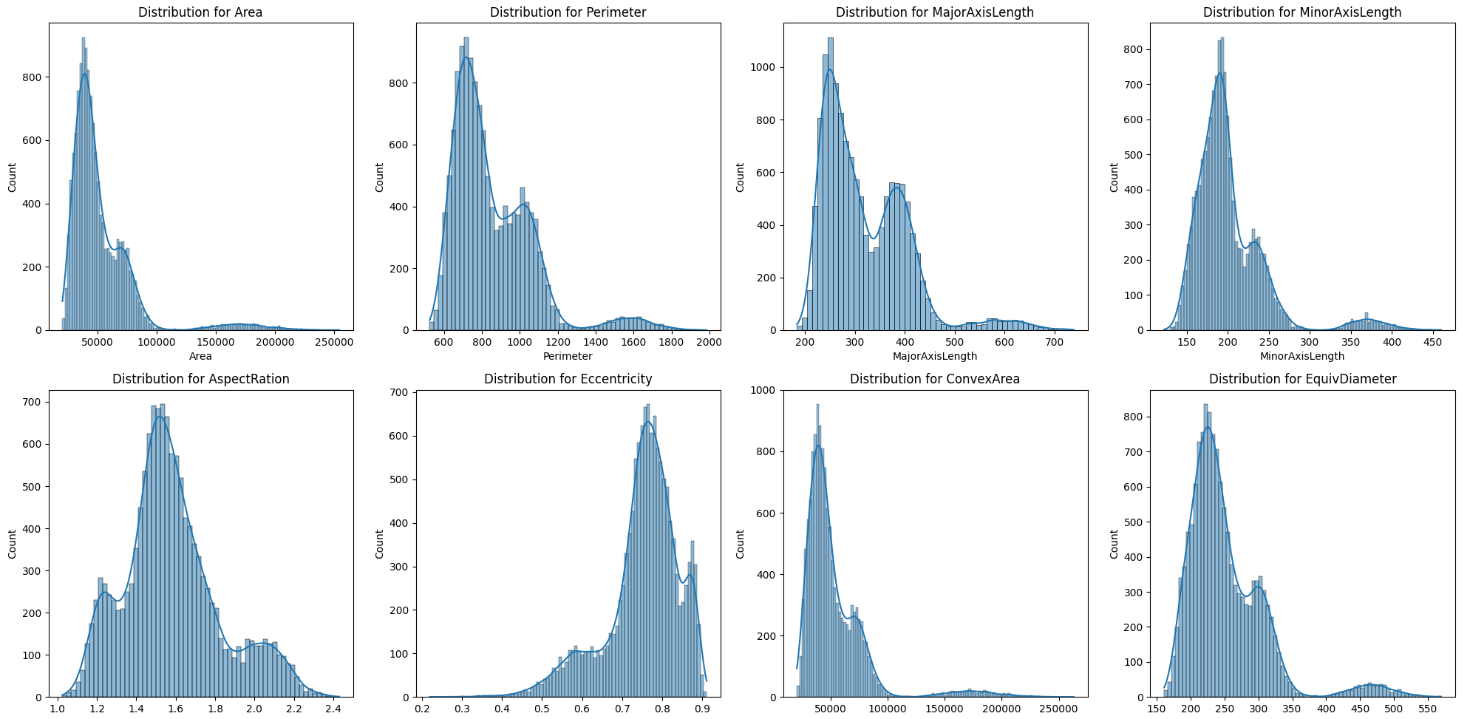 Distribution for Area
Count
800
600
400
200
0
50000 100000 150000 200000 250000
Area
Distribution for Perimeter
Count
800
600
400
200
0
600 800 1000 1200 1400 1600 1800 2000
Perimeter
Distribution for MajorAxisLength
Count
1000
800
600
400
200
0
200 300 400 500 600 700
MajorAxisLength
Distribution for MinorAxisLength
Count
800
700
600
500
400
300
200
100
0
150 200 250 300 350 400 450
MinorAxisLength
Distribution for AspectRation
Count
700
600
500
400
300
200
100
0
1.0 1.2 1.4 1.6 1.8 2.0 2.2 2.4
Distribution for Eccentricity
Count
700
600
500
400
300
200
100
0
0.2 0.3 0.4 0.5 0.6 0.7 0.8 0.9
Distribution for ConvexArea
Count
1000
800
600
400
200
0
50000 100000 150000 200000 250000
Distribution for EquivDiameter
Count
800
700
600
500
400
300
200
100
0
150 200 250 300 350 400 450 500 550